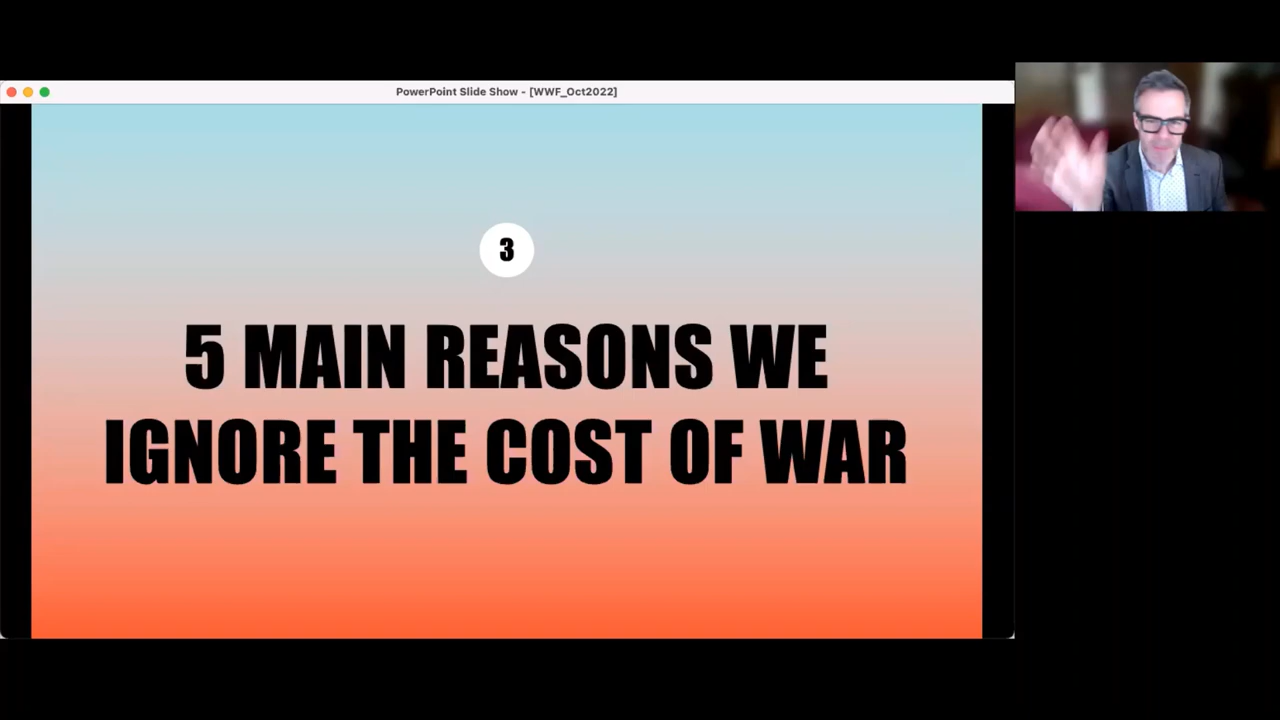 PowerPoint Slide Show - [WWF_Oct2022]
3
5 MAIN REASONS WE
IGNORE THE COST OF WAR